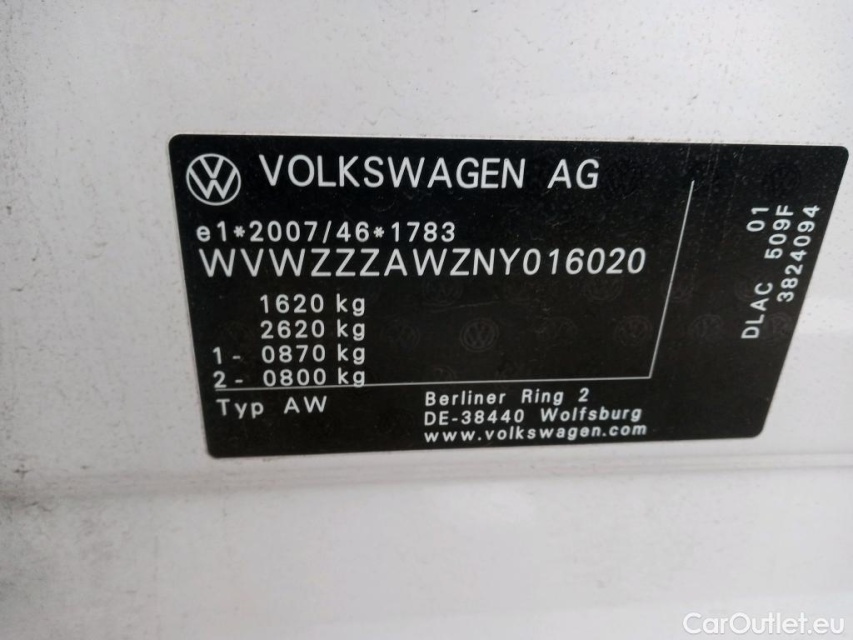 VOLKSWAGEN AG
e1*2007/46*1783
WVWZZZAWZNY016020
1620 kg
2620 kg
1- 0870 kg
2- 0800 kg
Typ AW
Berliner Ring 2
DE-38440 Wolfsburg
www.volkswagen.com
01
DLAC 509F
3824094
CarOutlet.eu